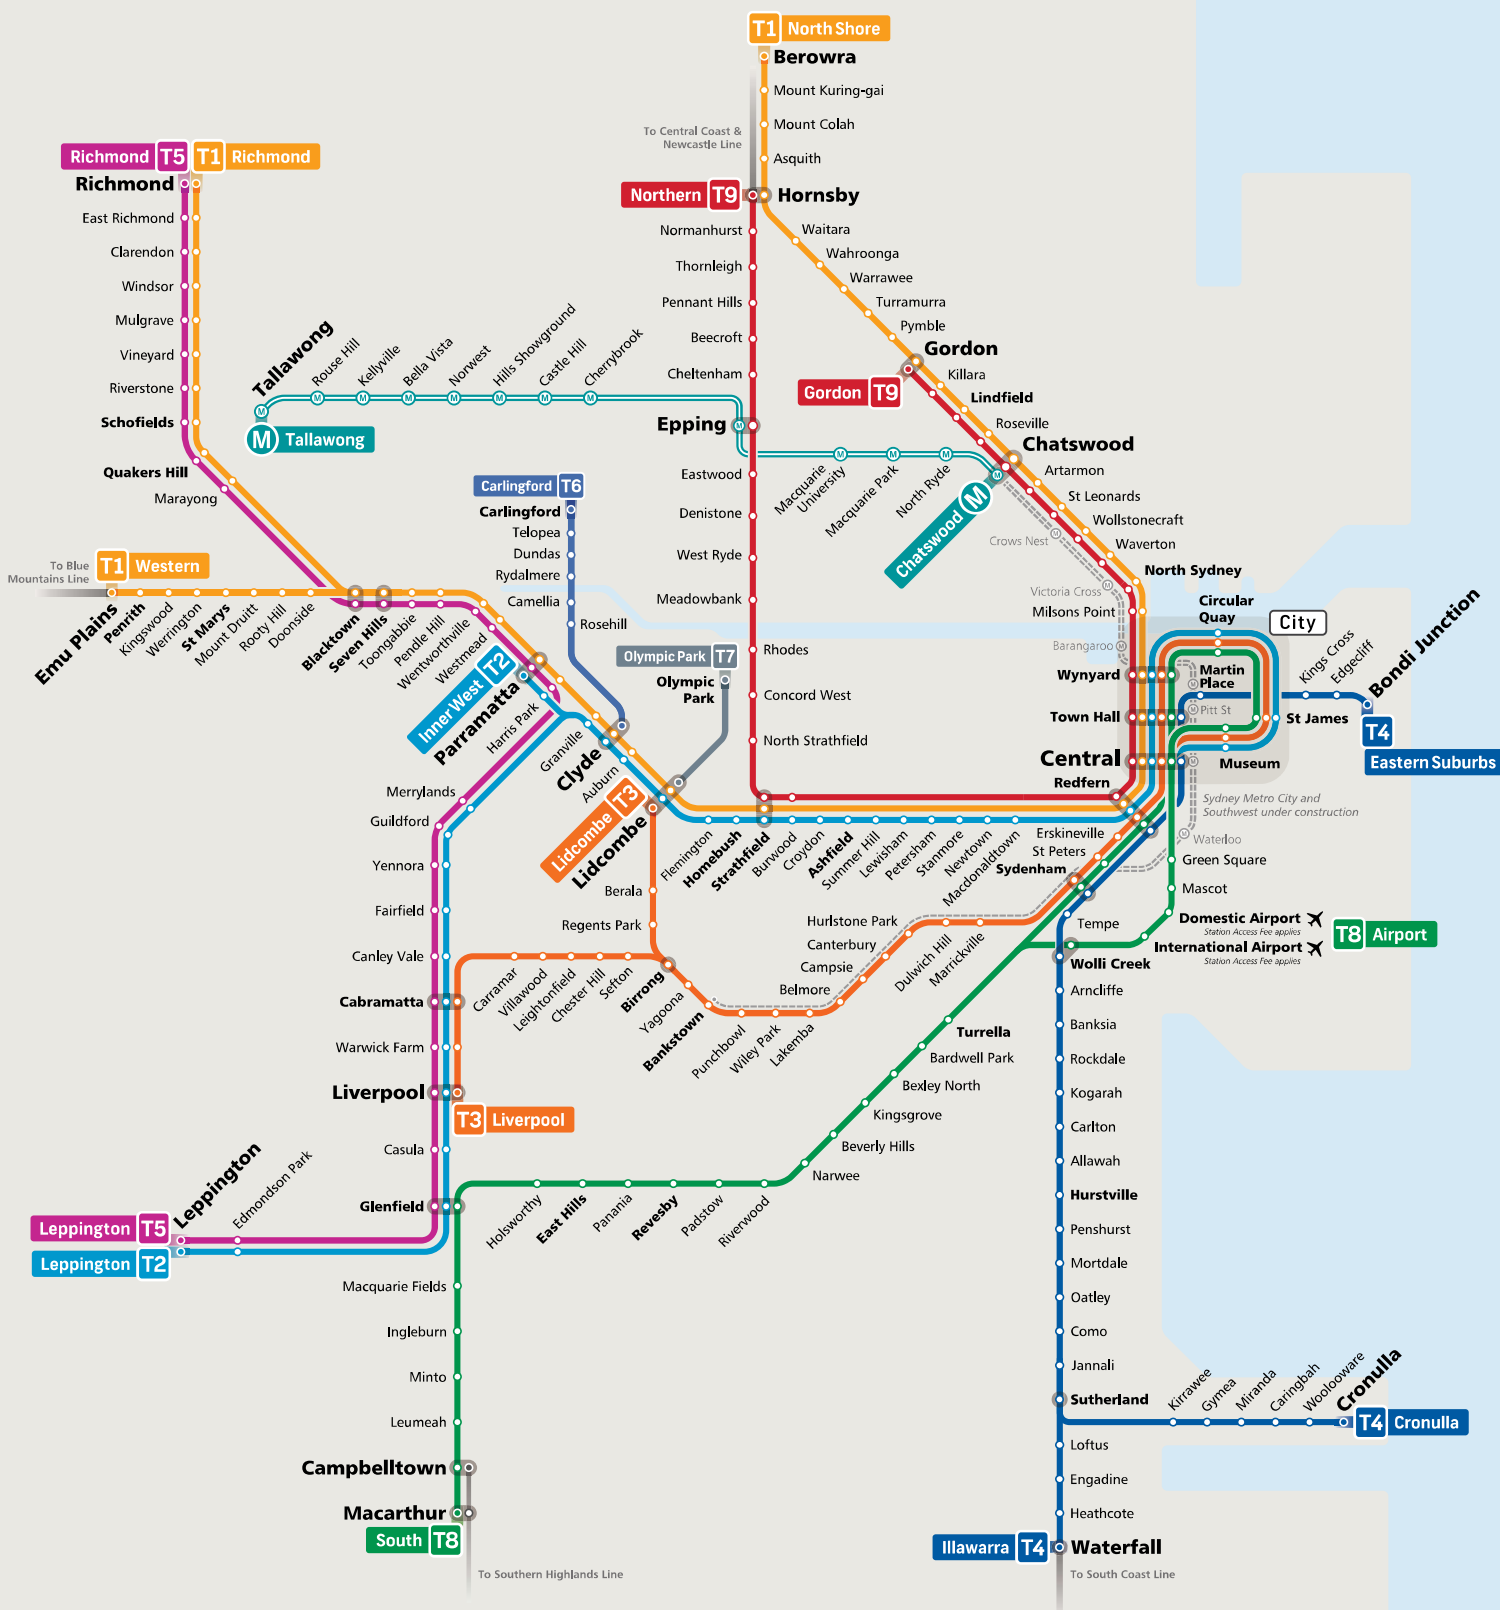 T1 North Shore
Berowra
Mount Kuring-gai
Mount Colah
Asquith
To Central Coast &
Newcastle Line
Northern T9
Hornsby
Richmond T5
T1 Richmond
Richmond
East Richmond
Clarendon
Windsor
Mulgrave
Vineyard
Riverstone
Schofields
Quakers Hill
Marayong
Normanhurst
Thornleigh
Pennant Hills
Beecroft
Cheltenham
Epping
Eastwood
Denistone
West Ryde
Meadowbank
Rhodes
Concord West
North Strathfield
Waitara
Wahroonga
Warrawee
Turramurra
Pymble
Gordon
Gordon T9
Killara
Lindfield
Roseville
Chatswood
Artarmon
St Leonards
Wollstonecraft
Waverton
North Sydney
Milsons Point
Tallawong
M Tallawong
Rouse Hill
Kellyville
Bella Vista
Norwest
Hills Showground
Castle Hill
Cherrybrook
Macquarie
University
Macquarie Park
North Ryde
Chatswood M
Crows Nest
Victoria Cross
Barangaroo
Carlingford T6
Carlingford
Telopea
Dundas
Rydalmere
Camellia
Rosehill
Olympic Park T7
Olympic
Park
To Blue
Mountains Line
T1 Western
Emu Plains
Penrith
Kingswood
Werrington
St Marys
Mount Druitt
Rooty Hill
Doonside
Blacktown
Seven Hills
Toongabbie
Pendle Hill
Wentworthville
Westmead
Inner West T2
Parramatta
Harris Park
Granville
Clyde
Auburn
Lidcombe T3
Lidcombe
Flemington
Homebush
Strathfield
Burwood
Croydon
Ashfield
Summer Hill
Lewisham
Petersham
Stanmore
Newtown
Macdonaldtown
City
Circular
Quay
Wynyard
Martin
Place
Pitt St
Town Hall
St James
Central
Museum
Redfern
Kings Cross
Edgecliff
Bondi Junction
T4
Eastern Suburbs
Sydney Metro City and
Southwest under construction
Waterloo
Erskineville
St Peters
Sydenham
Green Square
Mascot
Domestic Airport
Station Access Fee applies
International Airport
Station Access Fee applies
T8 Airport
Tempe
Wolli Creek
Merrylands
Guildford
Yennora
Fairfield
Canley Vale
Cabramatta
Warwick Farm
Liverpool
T3 Liverpool
Casula
Glenfield
Berala
Regents Park
Carramar
Villawood
Leightonfield
Chester Hill
Sefton
Birrong
Yagoona
Bankstown
Punchbowl
Wiley Park
Lakemba
Belmore
Campsie
Canterbury
Hurlstone Park
Dulwich Hill
Marrickville
Turrella
Bardwell Park
Bexley North
Kingsgrove
Beverly Hills
Narwee
Riverwood
Padstow
Revesby
Panania
East Hills
Holsworthy
Leppington
Edmondson Park
Leppington T5
Leppington T2
Macquarie Fields
Ingleburn
Minto
Leumeah
Campbelltown
Macarthur
South T8
To Southern Highlands Line
Arncliffe
Banksia
Rockdale
Kogarah
Carlton
Allawah
Hurstville
Penshurst
Mortdale
Oatley
Como
Jannali
Sutherland
Kirrawee
Gymea
Miranda
Caringbah
Woolooware
Cronulla
T4 Cronulla
Loftus
Engadine
Heathcote
Illawarra T4
Waterfall
To South Coast Line